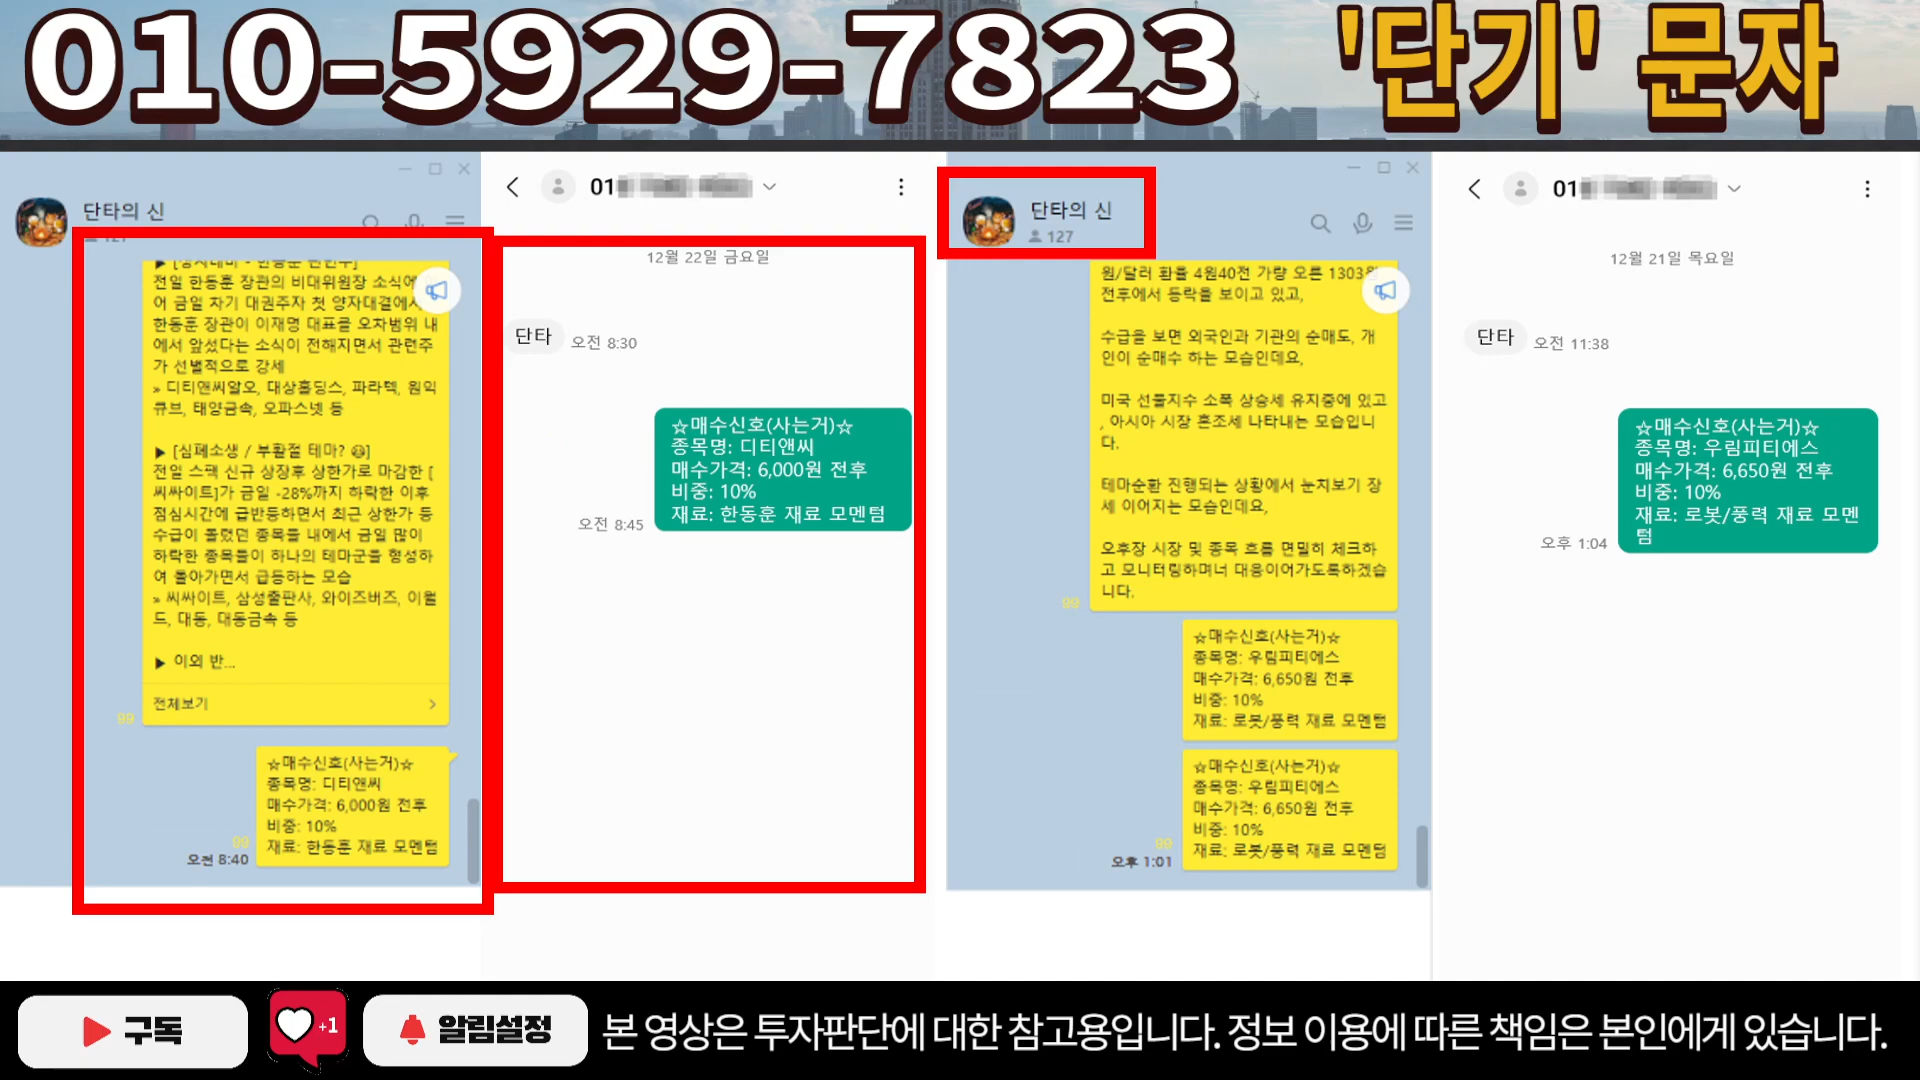 010-5929-7823 '단기' 문자
단타의 신
127
전일 한동훈 장관의 비대위원장 소식에
어 금일 차기 대권주자 첫 양자대결에서
한동훈 장관이 이재명 대표를 오차범위 내
에서 앞섰다는 소식이 전해지면서 관련주
가 선별적으로 강세
» 디티앤씨알오, 대상홀딩스, 파라텍, 원익
큐브, 태양금속, 오파스넷 등
▶ [심폐소생 / 부활절 테마? 😂]
전일 스팩 신규 상장후 상한가로 마감한 [
씨싸이트]가 금일 -28%까지 하락한 이후
점심시간에 급반등하면서 최근 상한가 등
수급이 몰렸던 종목들 내에서 금일 많이
하락한 종목들이 하나의 테마군을 형성하
여 돌아가면서 급등하는 모습
» 씨싸이트, 삼성출판사, 와이즈버즈, 이월
드, 대동, 대동금속 등
▶ 이외 반...
전체보기
99
☆매수신호(사는거)☆
종목명: 디티앤씨
매수가격: 6,000원 전후
비중: 10%
재료: 한동훈 재료 모멘텀
99
오전 8:40
01
12월 22일 금요일
단타
오전 8:30
☆매수신호(사는거)☆
종목명: 디티앤씨
매수가격: 6,000원 전후
비중: 10%
재료: 한동훈 재료 모멘텀
오전 8:45
단타의 신
127
원/달러 환율 4원40전 가량 오른 1303원
전후에서 등락을 보이고 있고,
수급을 보면 외국인과 기관의 순매도, 개
인이 순매수 하는 모습인데요,
미국 선물지수 소폭 상승세 유지중에 있고
, 아시아 시장 혼조세 나타내는 모습입니
다.
테마순환 진행되는 상황에서 눈치보기 장
세 이어지는 모습인데요,
오후장 시장 및 종목 흐름 면밀히 체크하
고 모니터링하며너 대응이어가도록하겠습
니다.
99
☆매수신호(사는거)☆
종목명: 우림피티에스
매수가격: 6,650원 전후
비중: 10%
재료: 로봇/풍력 재료 모멘텀
☆매수신호(사는거)☆
종목명: 우림피티에스
매수가격: 6,650원 전후
비중: 10%
재료: 로봇/풍력 재료 모멘텀
99
오후 1:01
01
12월 21일 목요일
단타
오전 11:38
☆매수신호(사는거)☆
종목명: 우림피티에스
매수가격: 6,650원 전후
비중: 10%
재료: 로봇/풍력 재료 모멘
텀
오후 1:04
구독
+1
알림설정
본 영상은 투자판단에 대한 참고용입니다. 정보 이용에 따른 책임은 본인에게 있습니다.